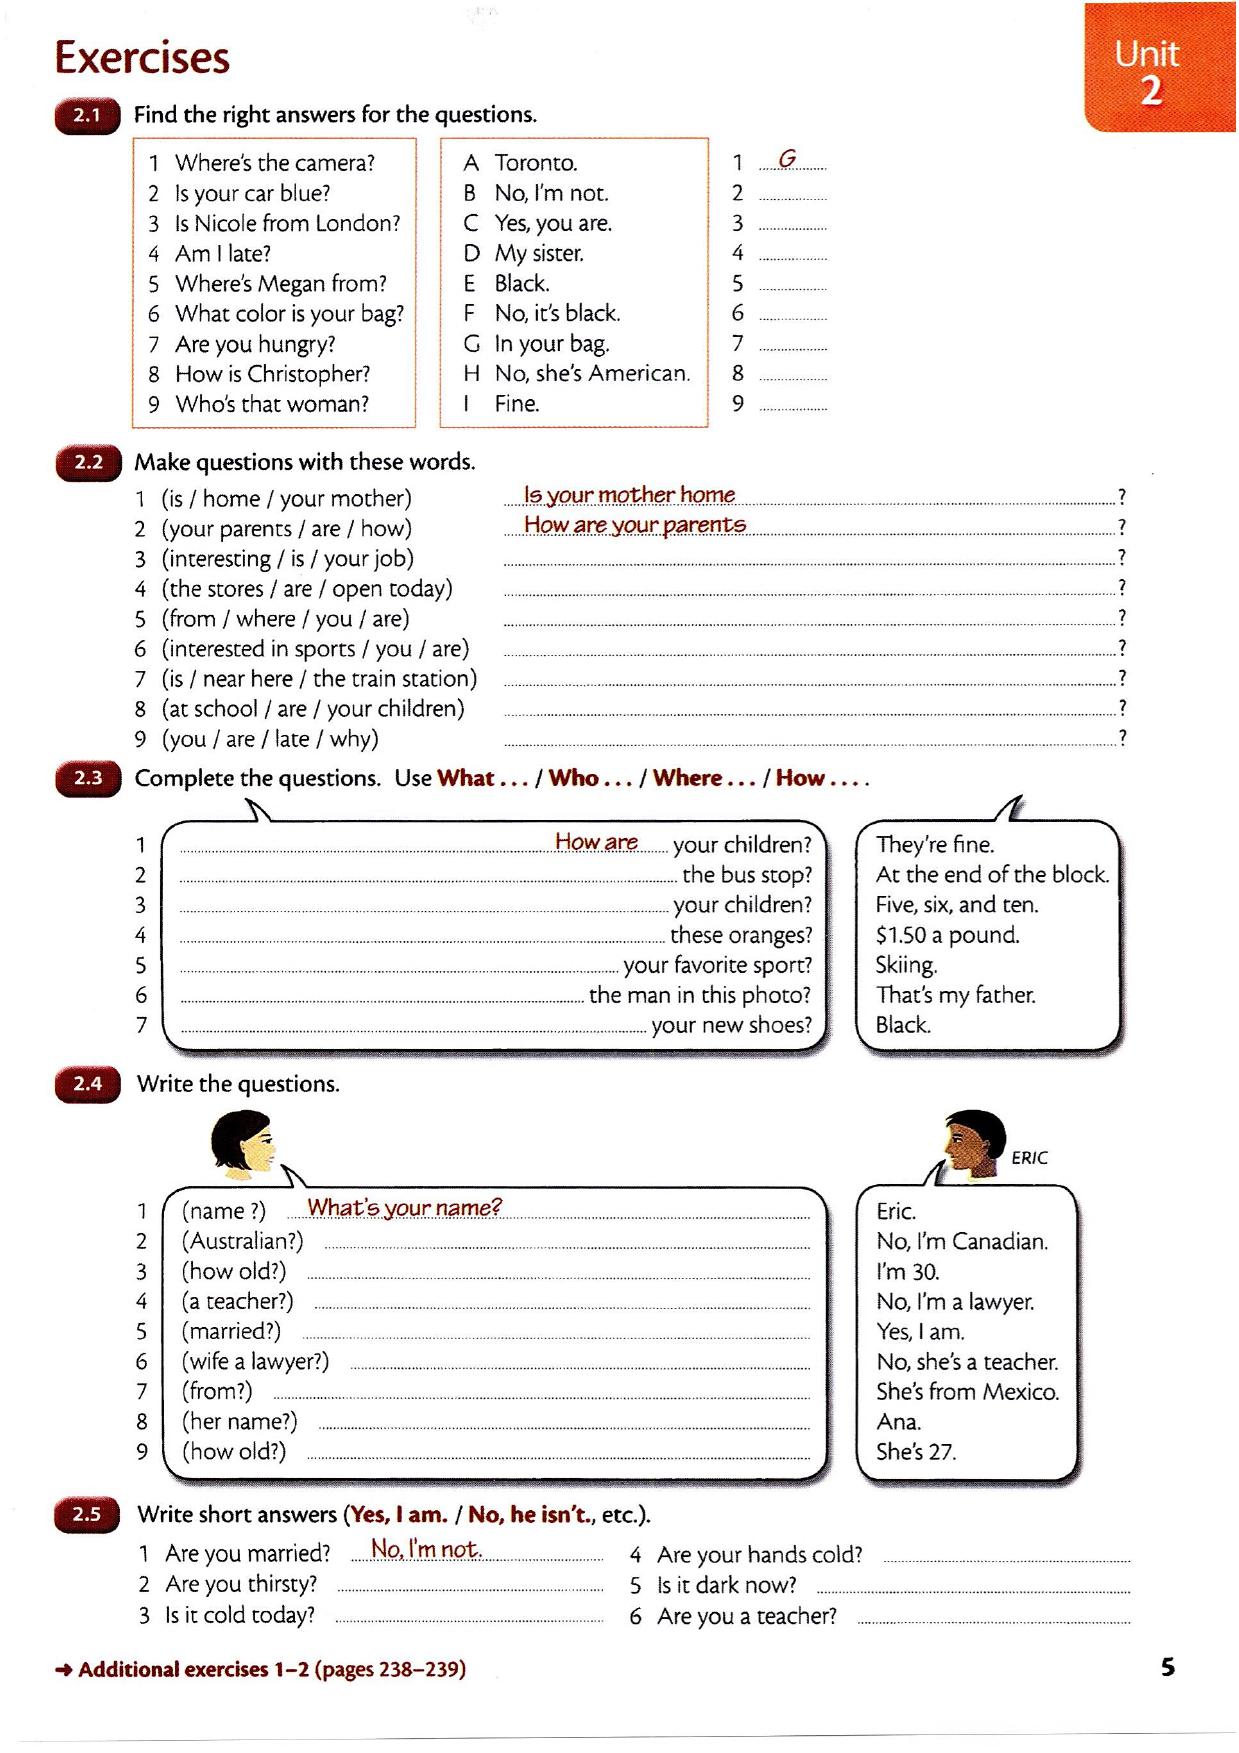 Exercises
Unit
2
2.1 Find the right answers for the questions.
1 Where's the camera?
2 Is your car blue?
3 Is Nicole from London?
4 Am I late?
5 Where's Megan from?
6 What color is your bag?
7 Are you hungry?
8 How is Christopher?
9 Who's that woman?
A Toronto.
B No, I'm not.
C Yes, you are.
D My sister.
E Black.
F No, it's black.
G In your bag.
H No, she's American.
I Fine.
1 G
2
3
4
5
6
7
8
9
2.2 Make questions with these words.
1 (is / home / your mother) Is your mother home ?
2 (your parents / are / how) How are your parents ?
3 (interesting / is / your job) ?
4 (the stores / are / open today) ?
5 (from / where / you / are) ?
6 (interested in sports / you / are) ?
7 (is / near here / the train station) ?
8 (at school / are / your children) ?
9 (you / are / late / why) ?
2.3 Complete the questions. Use What . . . / Who . . . / Where . . . / How . . . .
1 How are your children? They're fine.
2 the bus stop? At the end of the block.
3 your children? Five, six, and ten.
4 these oranges? $1.50 a pound.
5 your favorite sport? Skiing.
6 the man in this photo? That's my father.
7 your new shoes? Black.
2.4 Write the questions.
ERIC
1 (name ?) What's your name? Eric.
2 (Australian?) No, I'm Canadian.
3 (how old?) I'm 30.
4 (a teacher?) No, I'm a lawyer.
5 (married?) Yes, I am.
6 (wife a lawyer?) No, she's a teacher.
7 (from?) She's from Mexico.
8 (her name?) Ana.
9 (how old?) She's 27.
2.5 Write short answers (Yes, I am. / No, he isn't., etc.).
1 Are you married? No, I'm not.
2 Are you thirsty?
3 Is it cold today?
4 Are your hands cold?
5 Is it dark now?
6 Are you a teacher?
➜ Additional exercises 1–2 (pages 238–239)
5